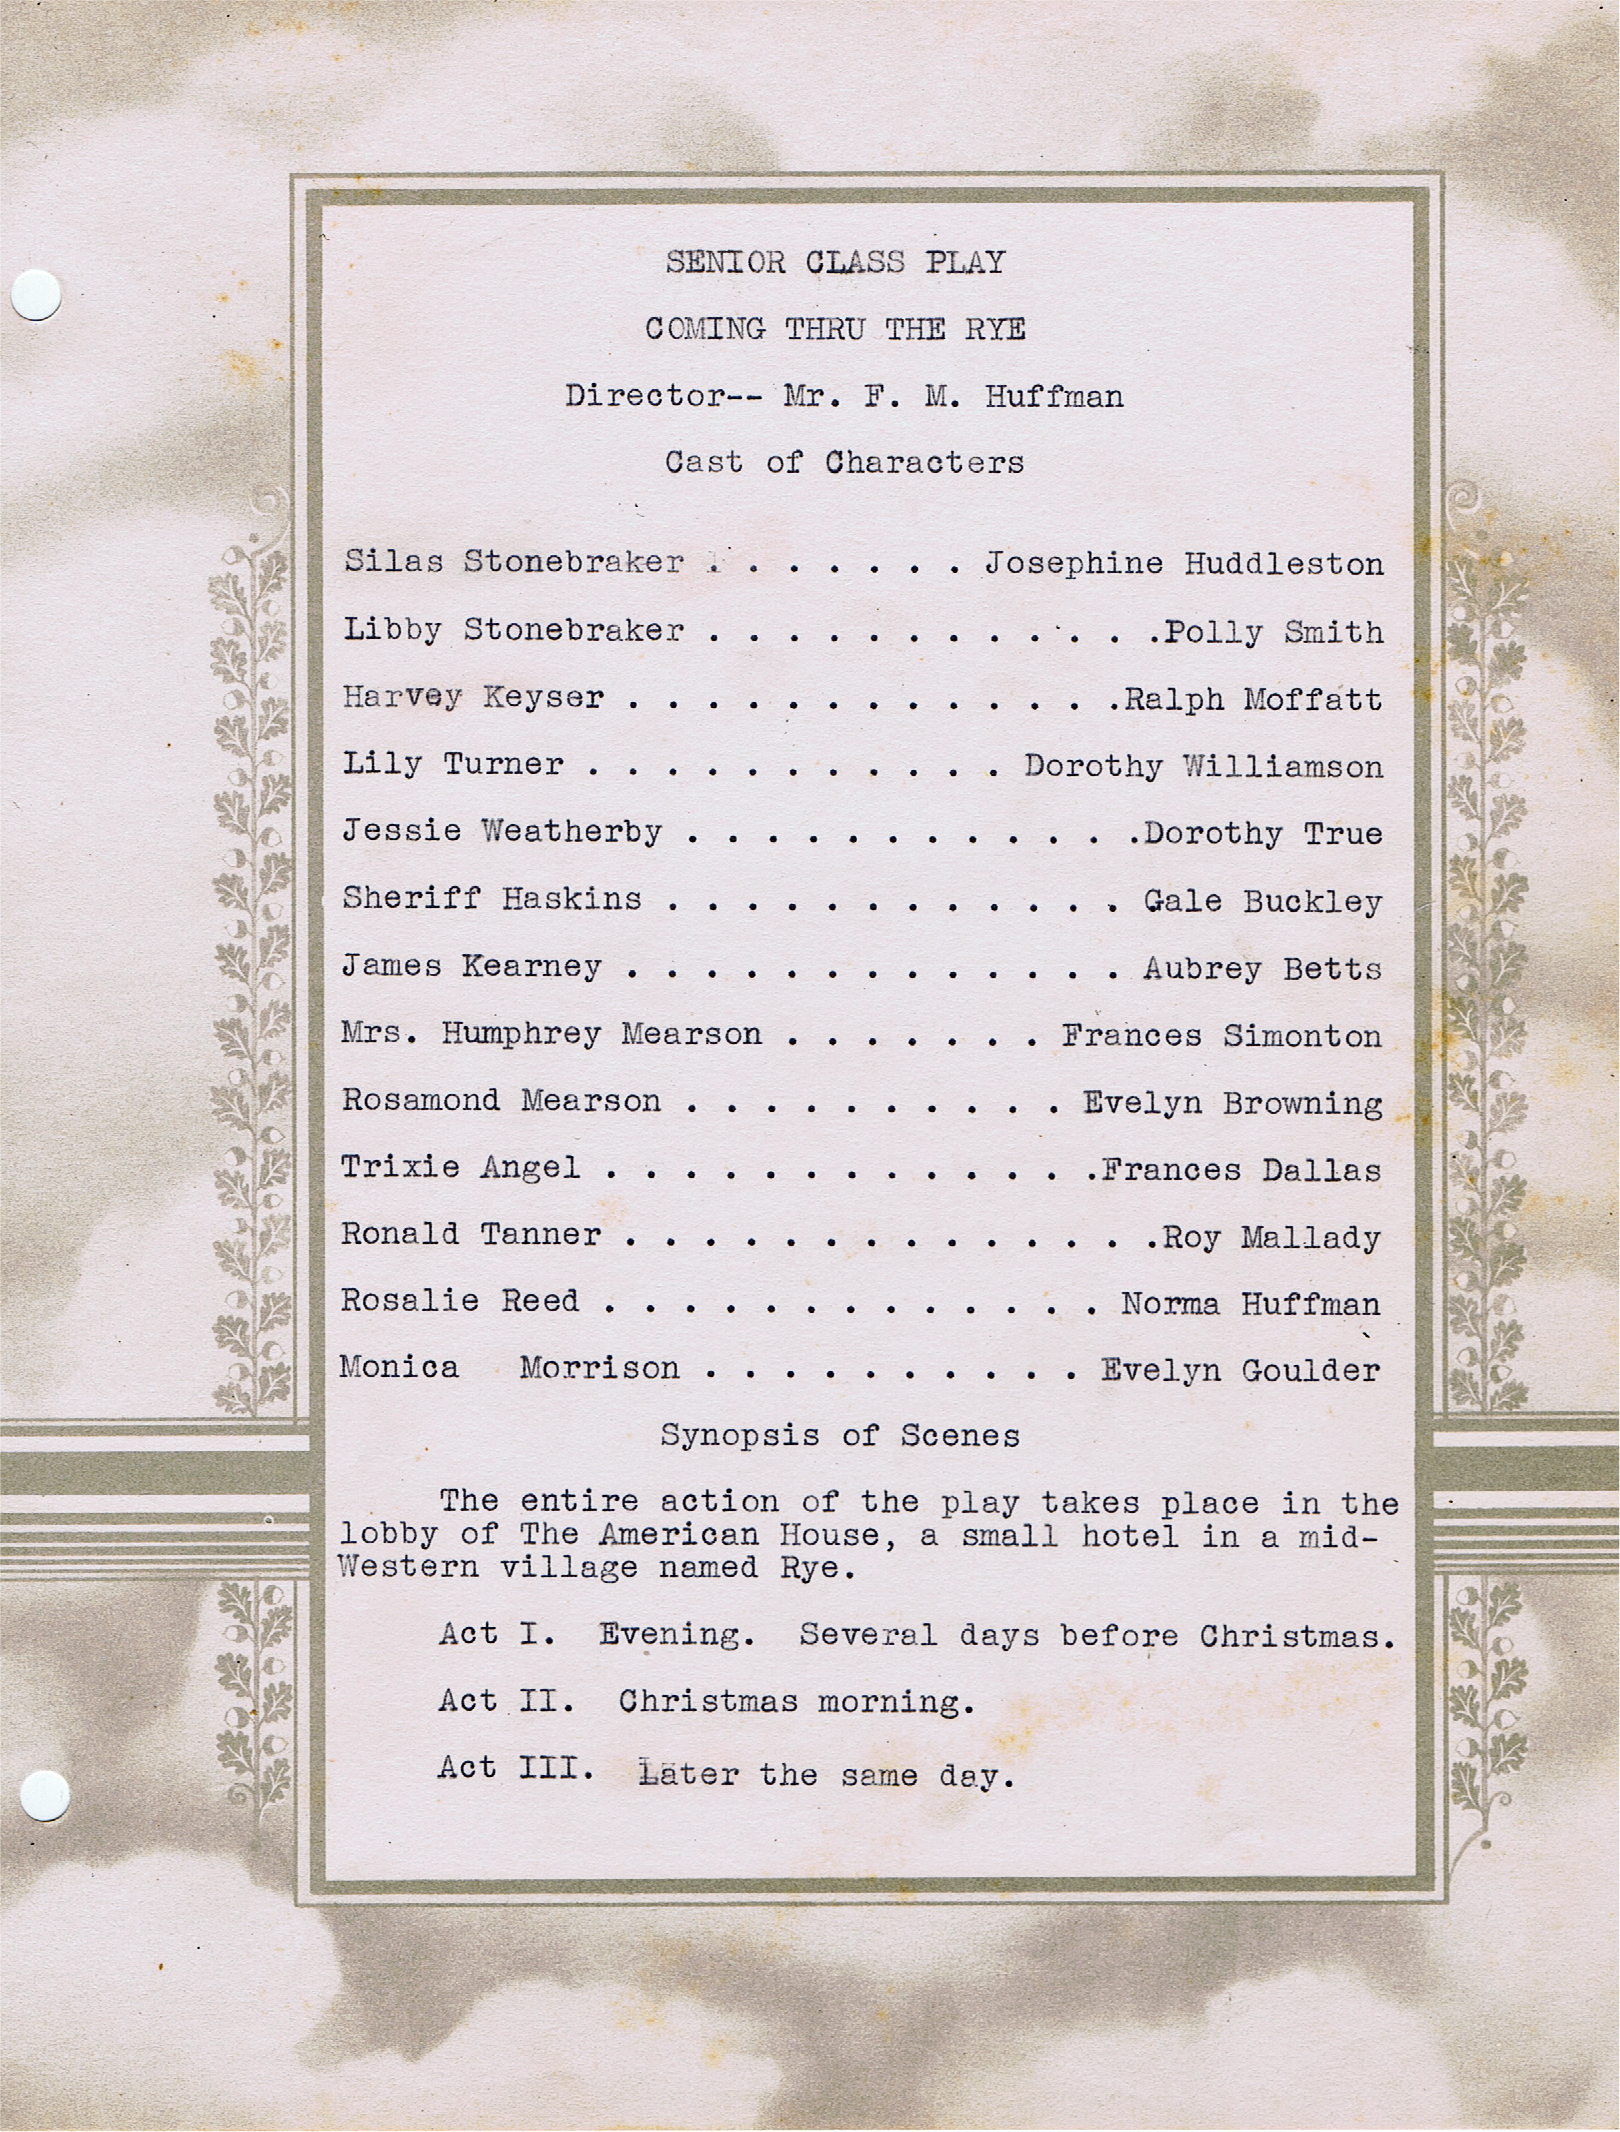 SENIOR CLASS PLAY
COMING THRU THE RYE
Director-- Mr. F. M. Huffman
Cast of Characters
Silas Stonebraker . . . . . . . Josephine Huddleston
Libby Stonebraker . . . . . . . . . . . .Polly Smith
Harvey Keyser . . . . . . . . . . . . .Ralph Moffatt
Lily Turner . . . . . . . . . . . Dorothy Williamson
Jessie Weatherby . . . . . . . . . . . .Dorothy True
Sheriff Haskins . . . . . . . . . . . . Gale Buckley
James Kearney . . . . . . . . . . . . . Aubrey Betts
Mrs. Humphrey Mearson . . . . . . . Frances Simonton
Rosamond Mearson . . . . . . . . . . Evelyn Browning
Trixie Angel . . . . . . . . . . . . .Frances Dallas
Ronald Tanner . . . . . . . . . . . . . .Roy Mallady
Rosalie Reed . . . . . . . . . . . . . Norma Huffman
Monica Morrison . . . . . . . . . . Evelyn Goulder
Synopsis of Scenes
The entire action of the play takes place in the
lobby of The American House, a small hotel in a mid-
Western village named Rye.
Act I. Evening. Several days before Christmas.
Act II. Christmas morning.
Act III. Later the same day.